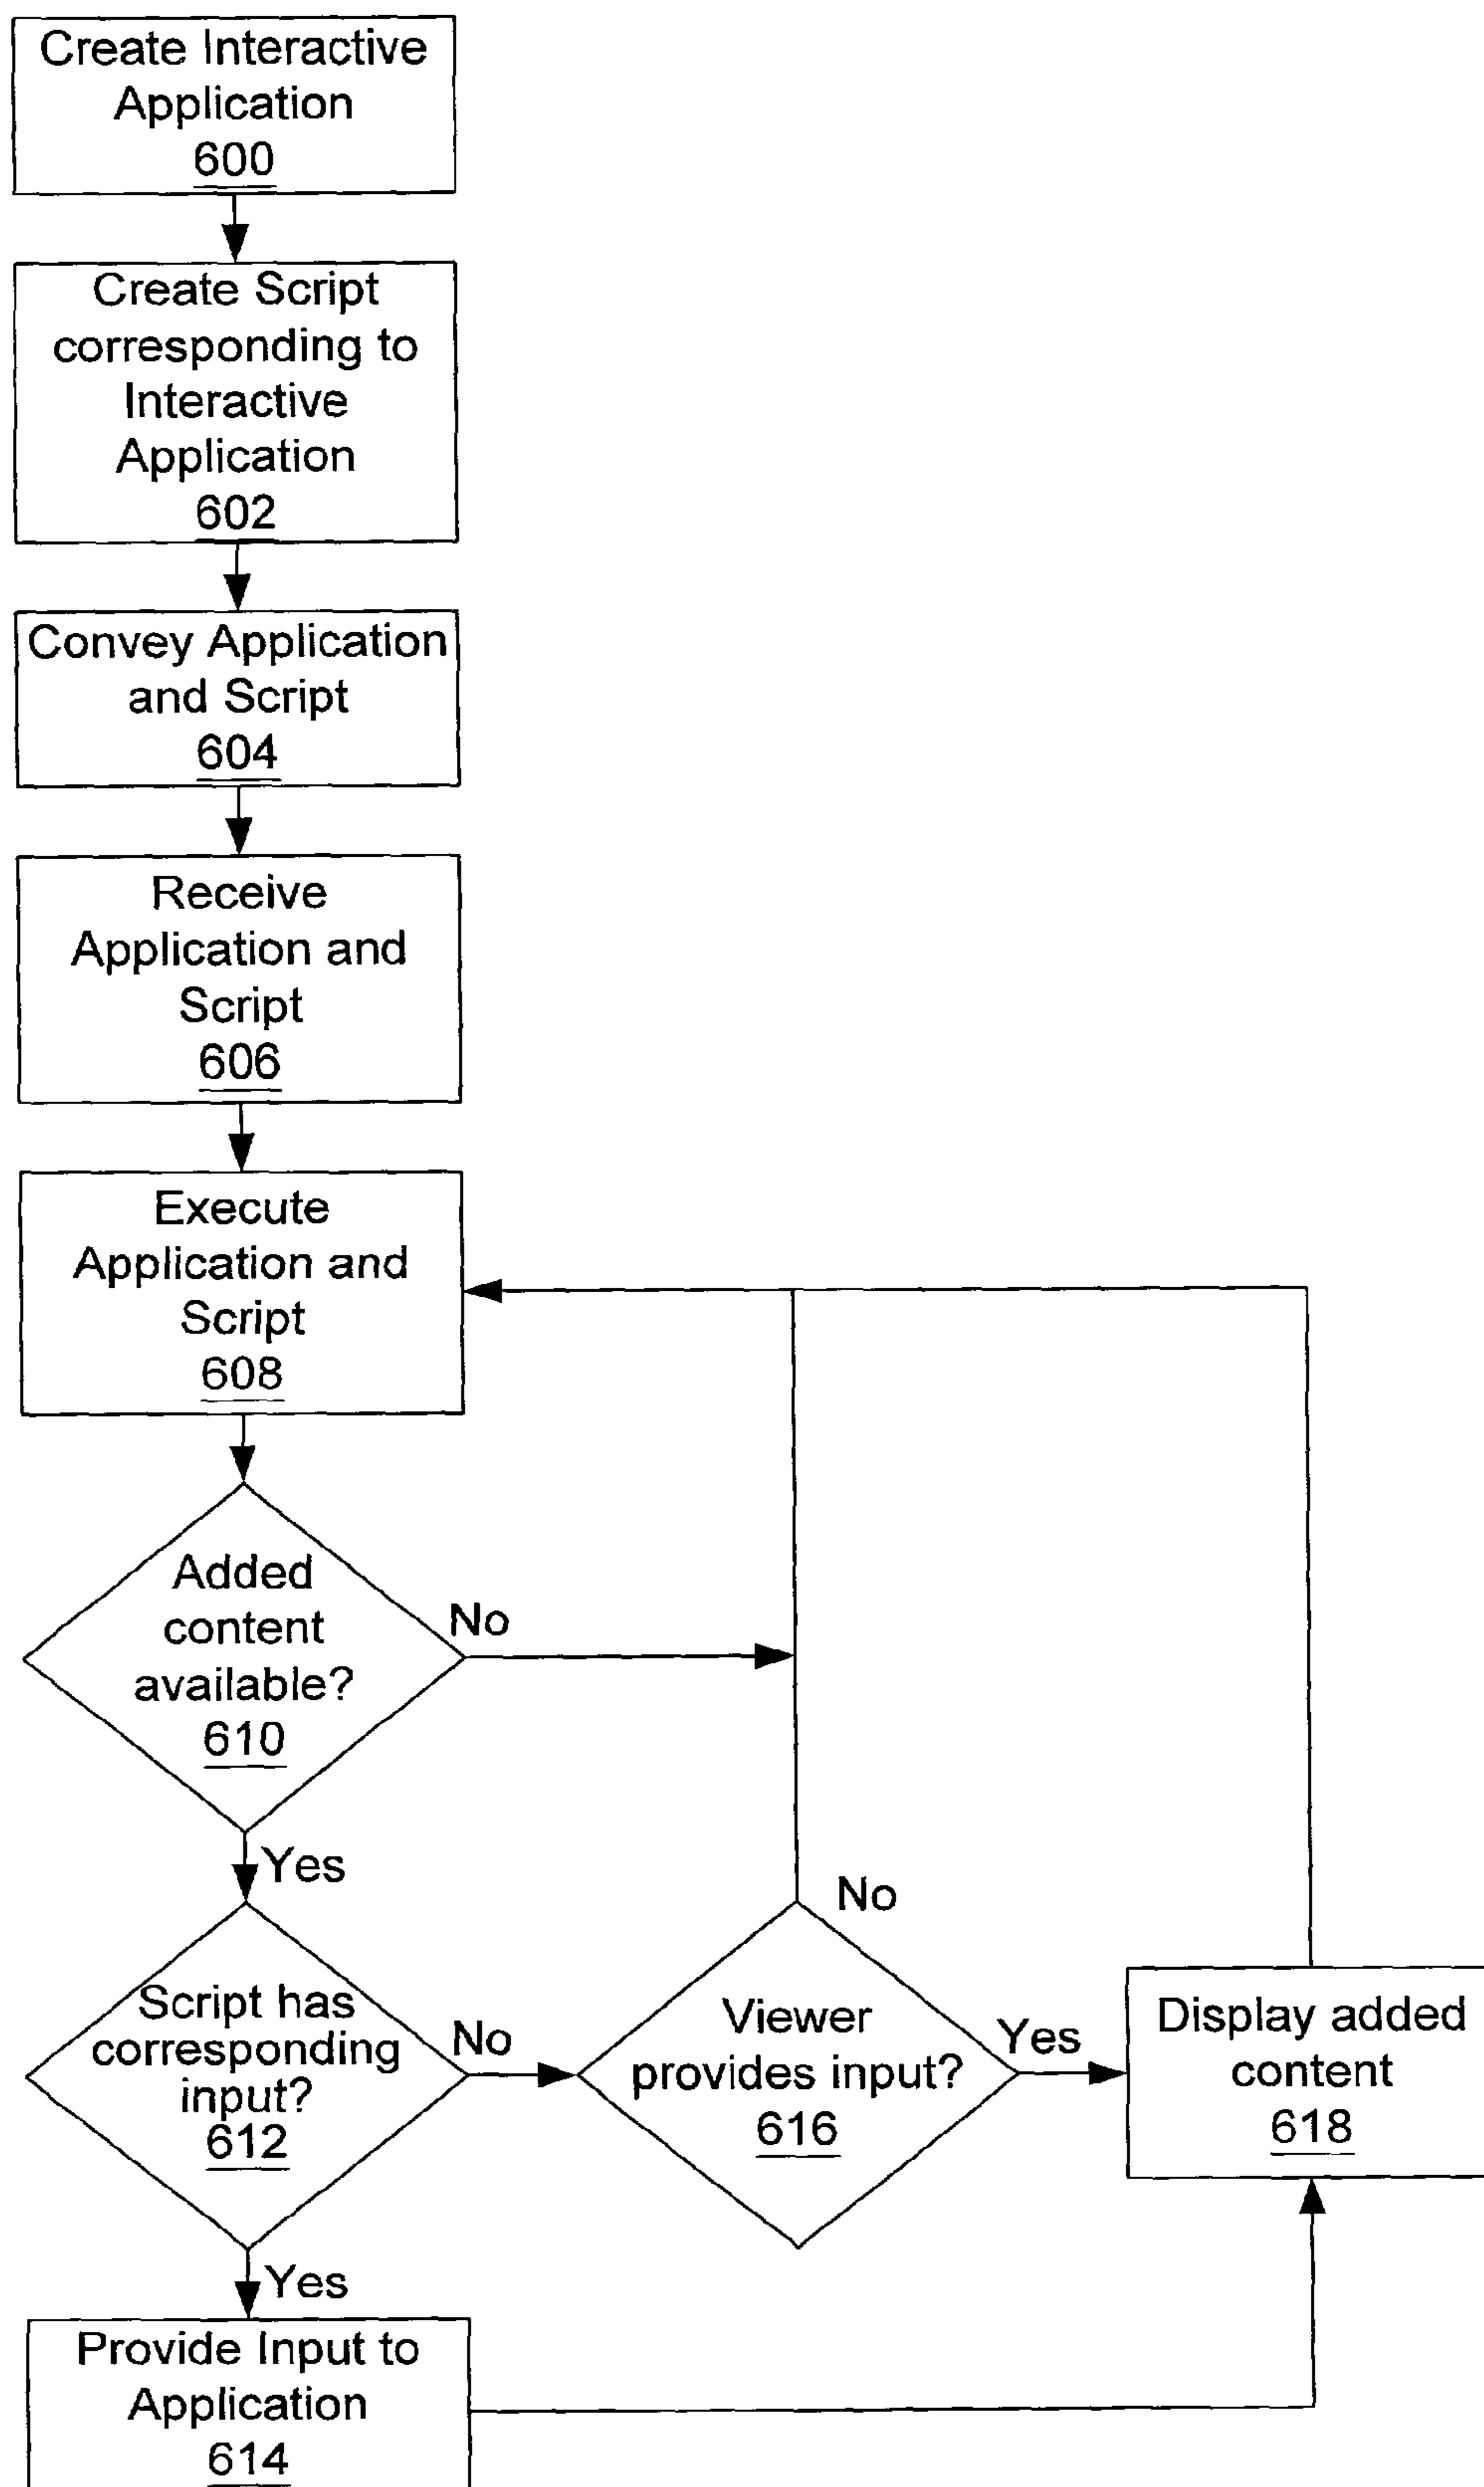 Create Interactive
Application
600
Create Script
corresponding to
Interactive
Application
602
Convey Application
and Script
604
Receive
Application and
Script
606
Execute
Application and
Script
608
Added
content
available?
610
No
Yes
Script has
corresponding
input?
612
No
Viewer
provides input?
616
No
Yes
Display added
content
618
Yes
Provide Input to
Application
614